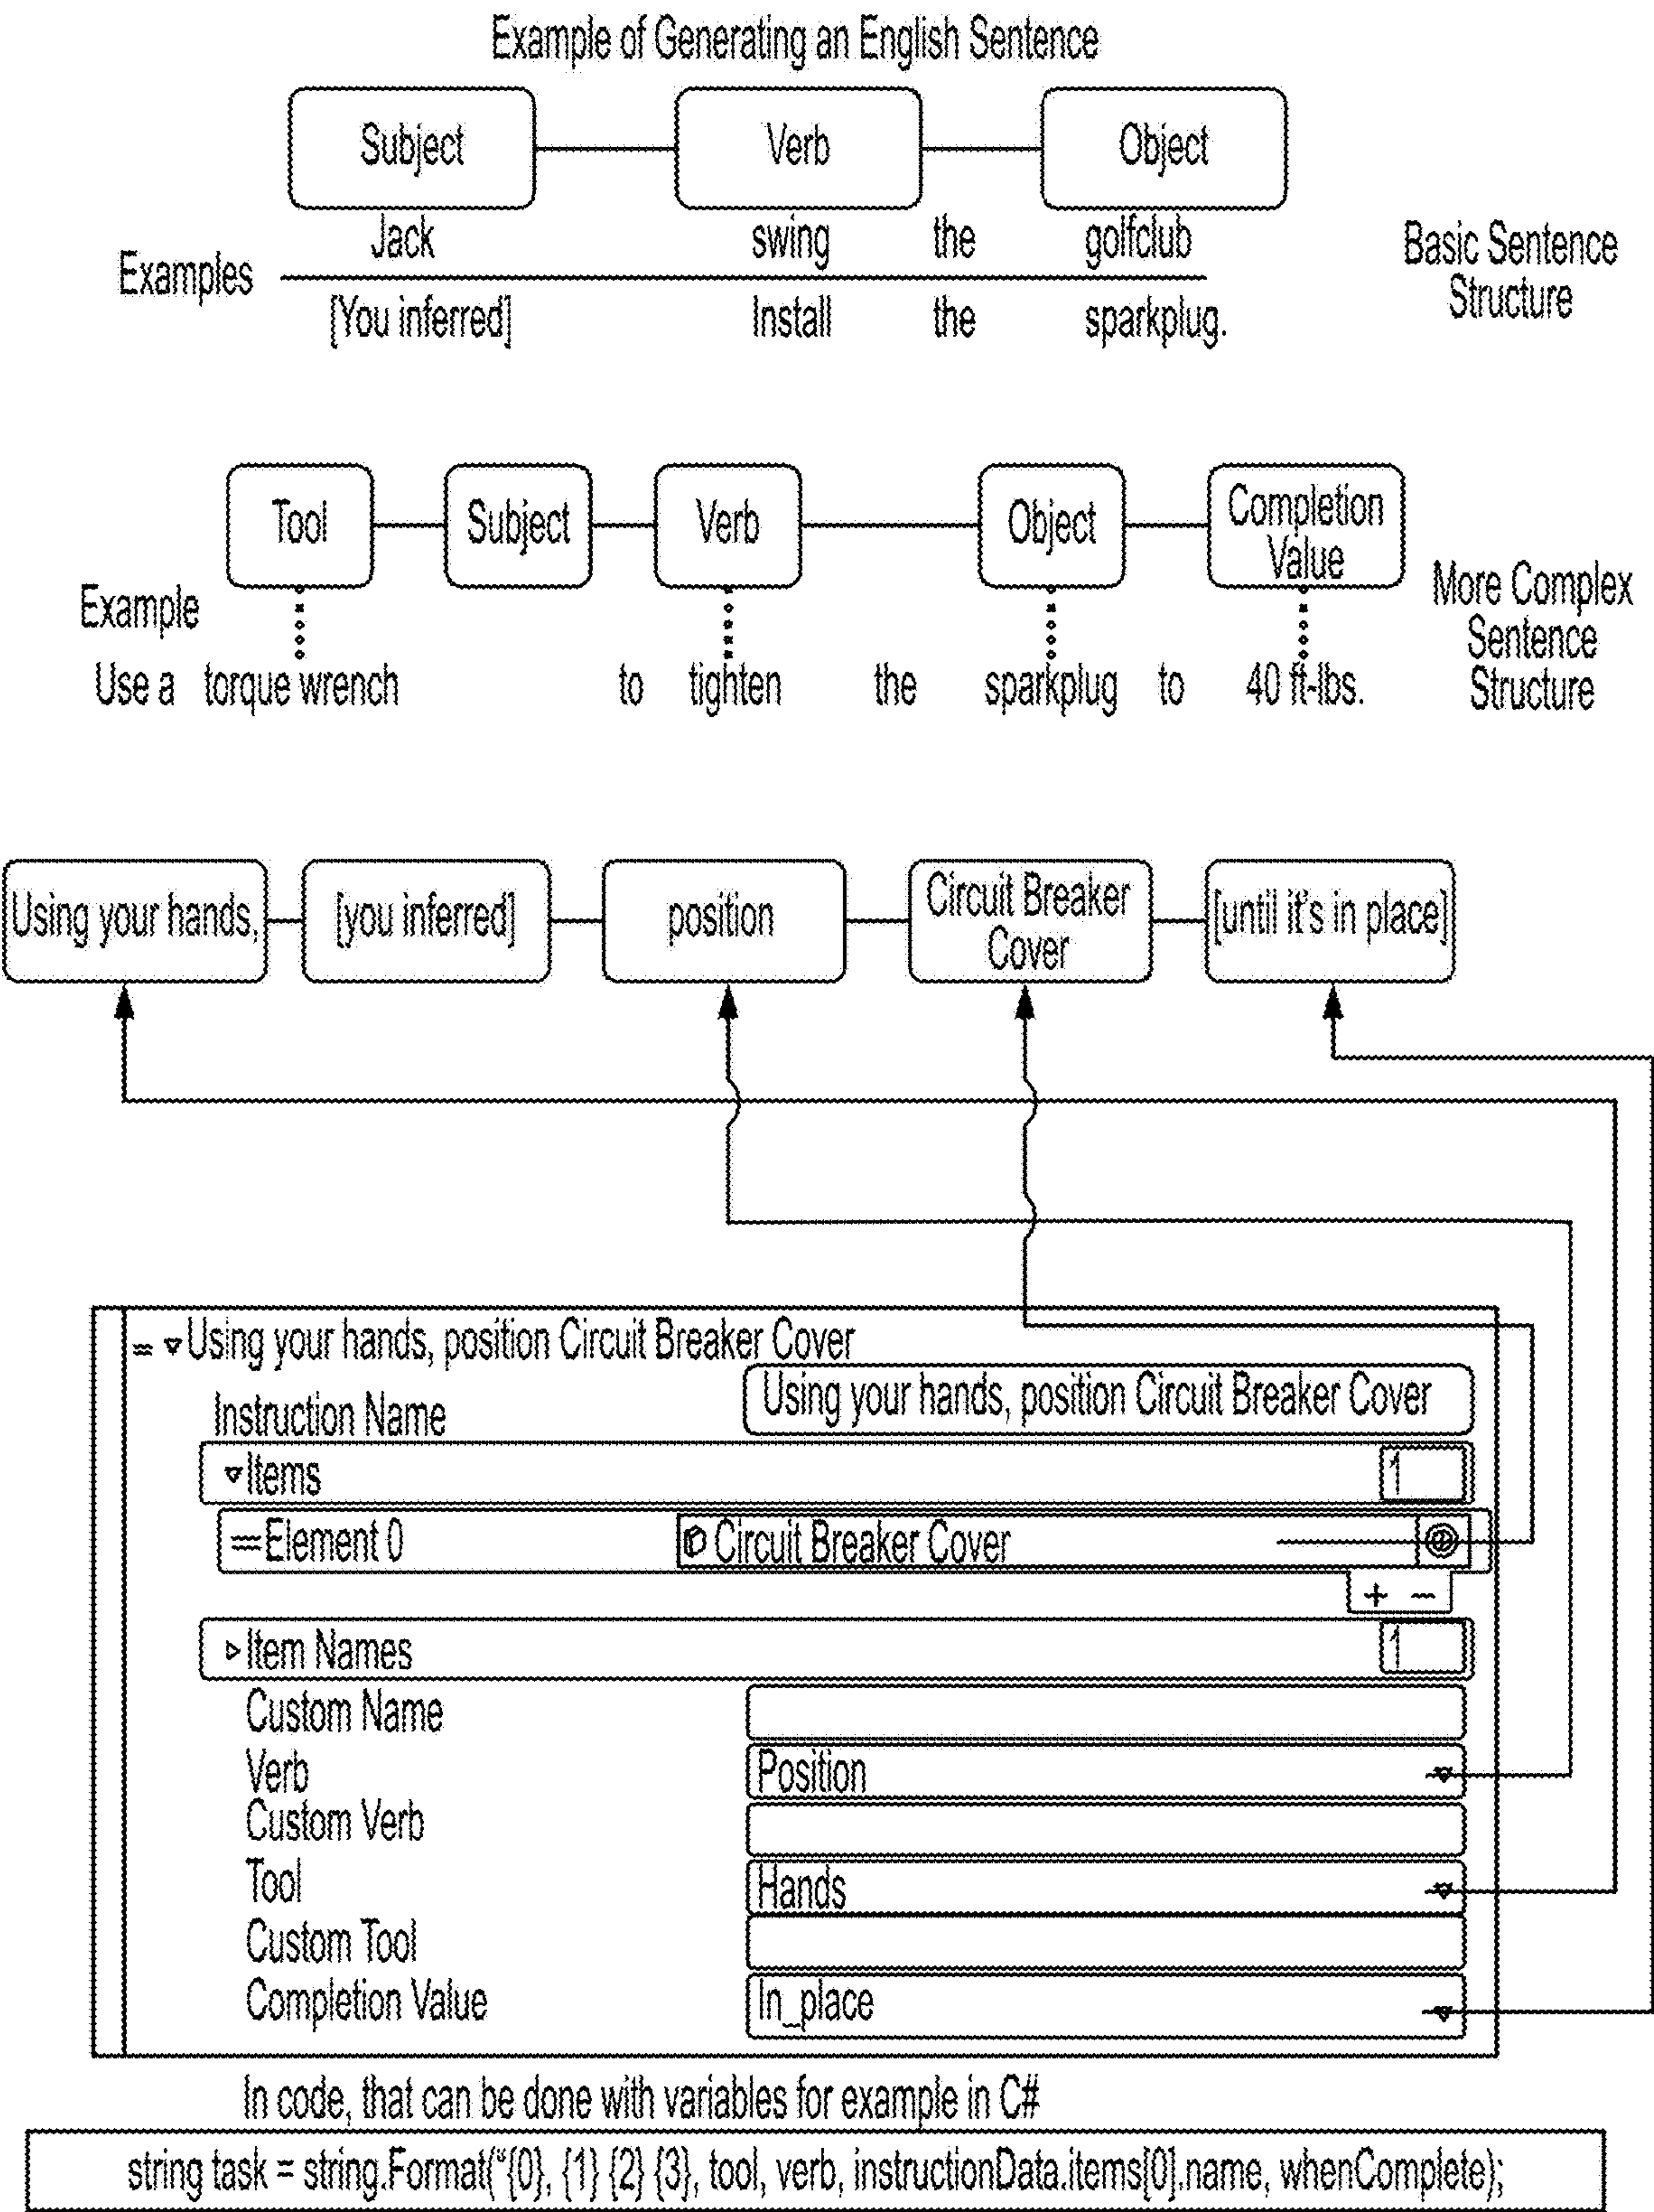 Example of Generating an English Sentence
Subject Verb Object
Jack swing the golfclub
Examples
[You inferred] Install the sparkplug.
Basic Sentence
Structure
Tool Subject Verb Object Completion
Value
Example
Use a torque wrench to tighten the sparkplug to 40 ft-lbs.
More Complex
Sentence
Structure
Using your hands, [you inferred] position Circuit Breaker
Cover [until it's in place]
Using your hands, position Circuit Breaker Cover
Instruction Name Using your hands, position Circuit Breaker Cover
Items 1
Element 0 Circuit Breaker Cover
+ −
Item Names 1
Custom Name
Verb Position
Custom Verb
Tool Hands
Custom Tool
Completion Value In_place
In code, that can be done with variables for example in C#
string task = string.Format("{0}, {1} {2} {3}, tool, verb, instructionData.items[0].name, whenComplete);